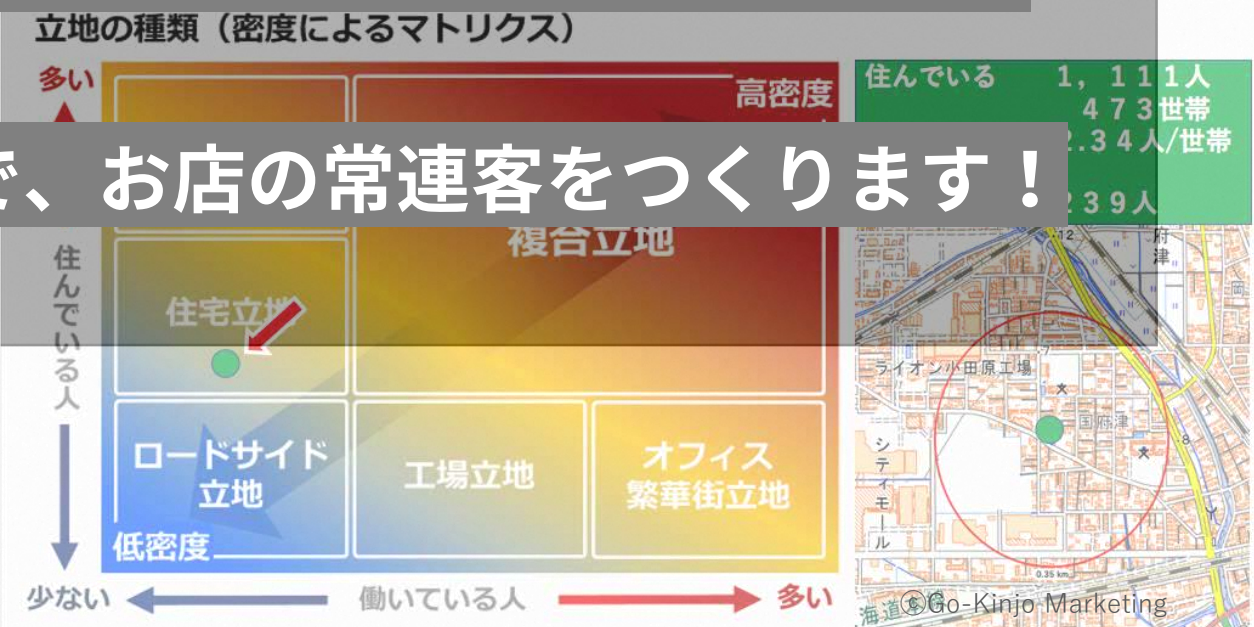 立地の種類（密度によるマトリクス）
多い
高密度
で、お店の常連客をつくります！
複合立地
住んでいる人
住宅立地
ロードサイド
立地
工場立地
オフィス
繁華街立地
低密度
少ない
働いている人
多い
住んでいる 1，１１１人
４７３世帯
.３４人/世帯
２３９人
12
府津
ライオン小田原工場
7
国府津
8
シティモール
0.35 km
海道
©Go-Kinjo Marketing